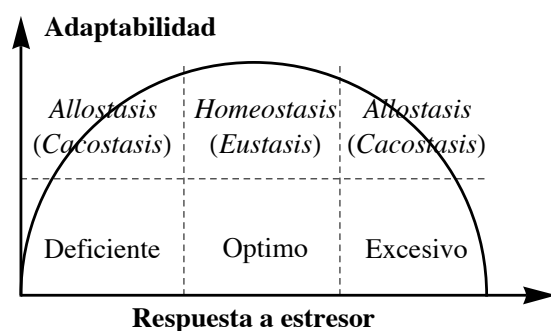 Adaptabilidad
Allostasis Homeostasis Allostasis
(Cacostasis) (Eustasis) (Cacostasis)
Deficiente Optimo Excesivo
Respuesta a estresor